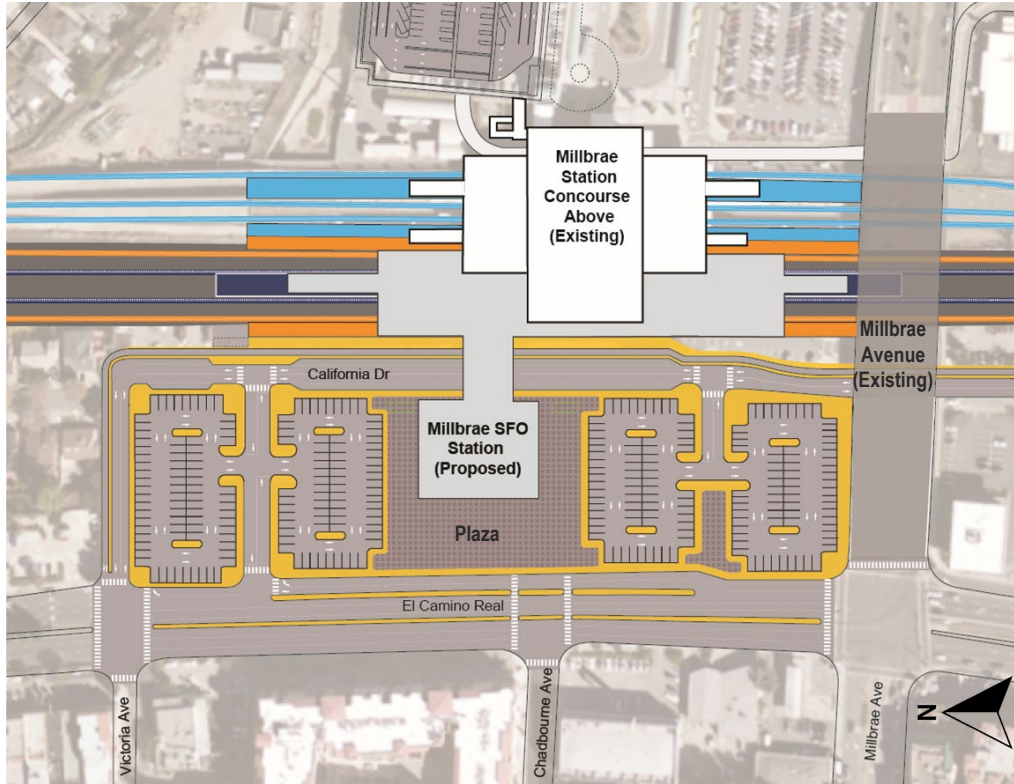 Millbrae
Station
Concourse
Above
(Existing)
Millbrae
Avenue
(Existing)
California Dr
Millbrae SFO
Station
(Proposed)
Plaza
El Camino Real
Victoria Ave
Chadbourne Ave
Millbrae Ave
N